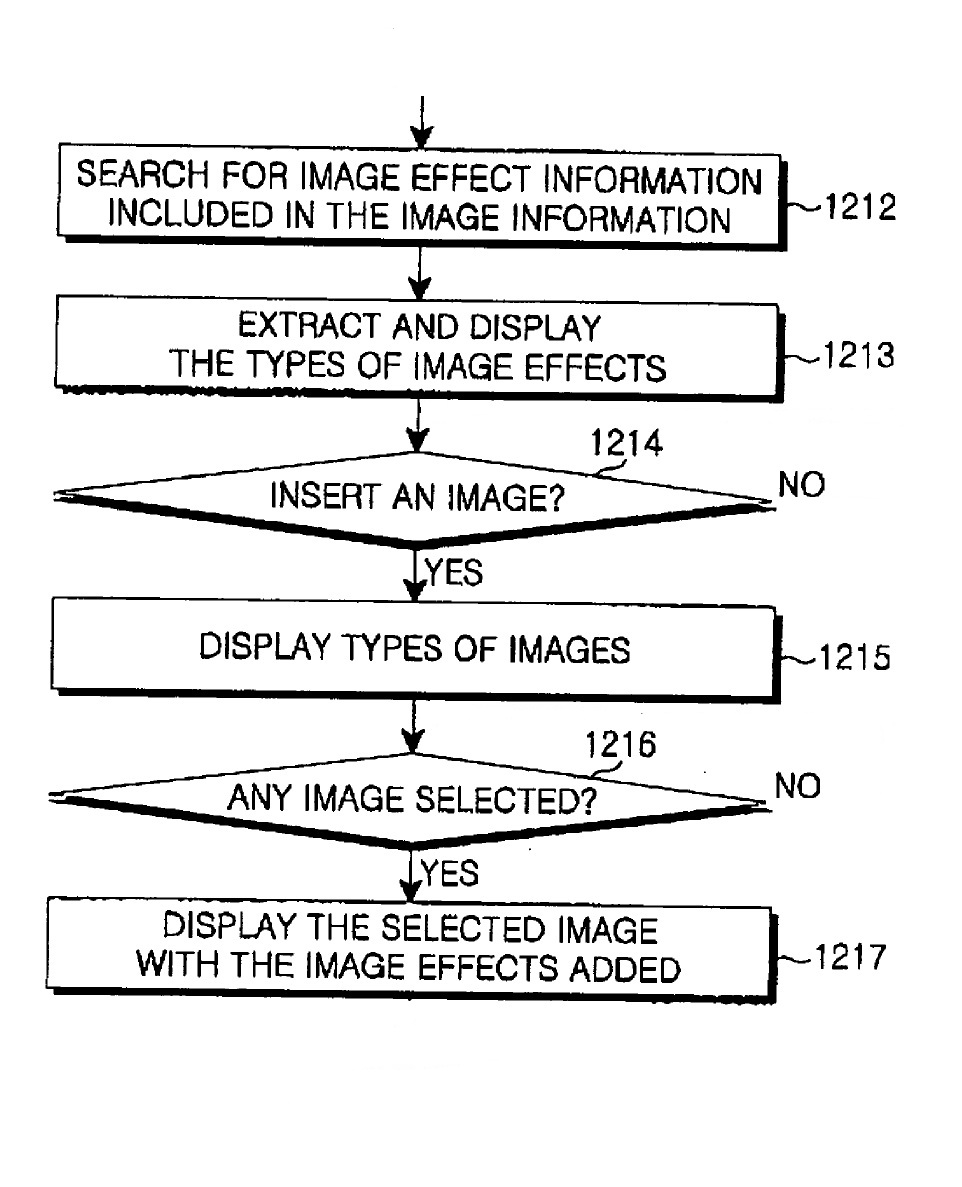 SEARCH FOR IMAGE EFFECT INFORMATION
INCLUDED IN THE IMAGE INFORMATION
1212
EXTRACT AND DISPLAY
THE TYPES OF IMAGE EFFECTS
1213
1214
INSERT AN IMAGE?
NO
YES
DISPLAY TYPES OF IMAGES
1215
1216
ANY IMAGE SELECTED?
NO
YES
DISPLAY THE SELECTED IMAGE
WITH THE IMAGE EFFECTS ADDED
1217